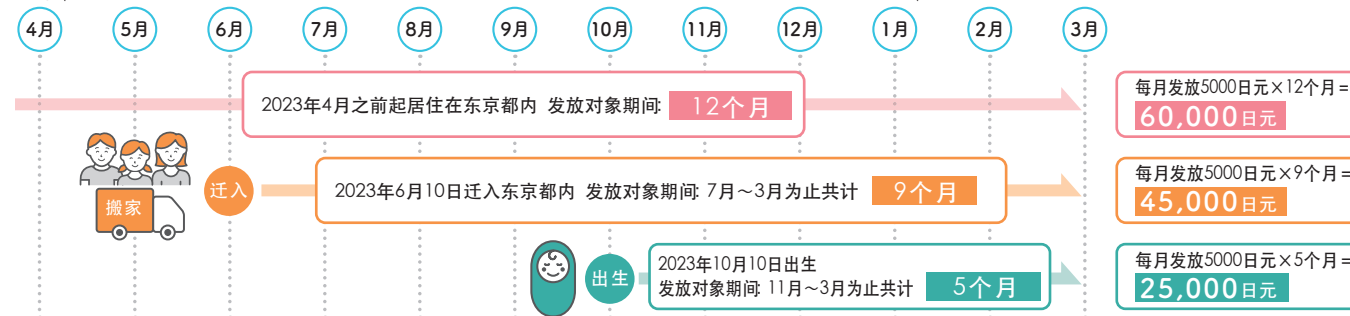 4月 5月 6月 7月 8月 9月 10月 11月 12月 1月 2月 3月
2023年4月之前起居住在东京都内 发放对象期间: 12个月
每月发放5000日元×12个月=
60,000日元
搬家
迁入
2023年6月10日迁入东京都内 发放对象期间: 7月～3月为止共计 9个月
每月发放5000日元×9个月=
45,000日元
出生
2023年10月10日出生
发放对象期间: 11月～3月为止共计 5个月
每月发放5000日元×5个月=
25,000日元